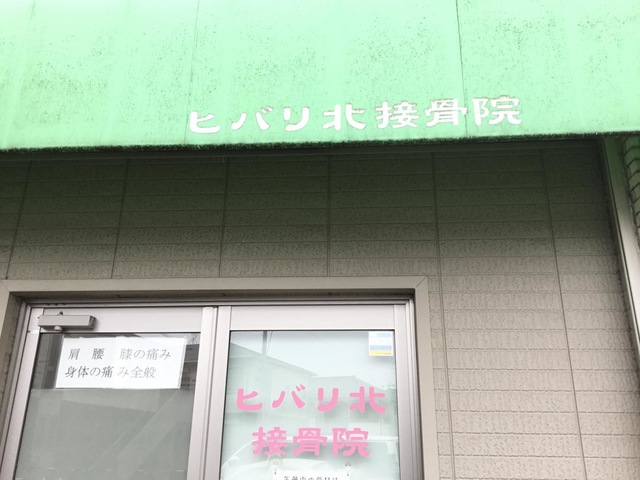 ヒバリ北接骨院
肩 腰 膝の痛み
身体の痛み全般
ヒバリ北
接骨院